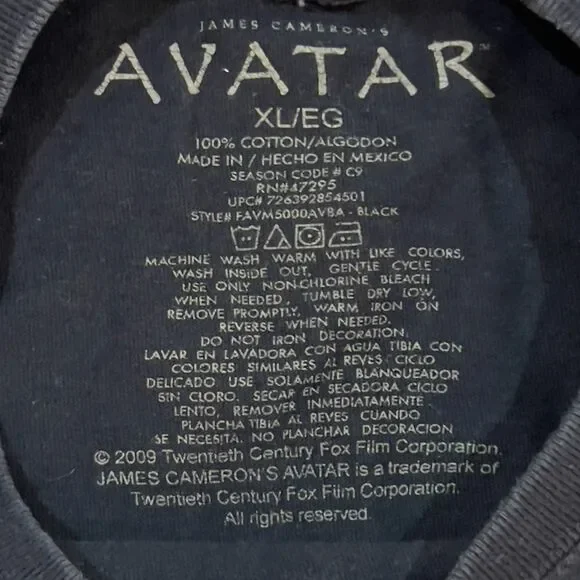 JAMES CAMERON'S
AVATAR™
XL/EG
100% COTTON/ALGODON
MADE IN / HECHO EN MEXICO
SEASON CODE # C9
RN#47295
UPC# 726392854501
STYLE# FAVM5000AVBA - BLACK
MACHINE WASH WARM WITH LIKE COLORS,
WASH INSIDE OUT, GENTLE CYCLE.
USE ONLY NON-CHLORINE BLEACH
WHEN NEEDED, TUMBLE DRY LOW,
REMOVE PROMPTLY, WARM IRON ON
REVERSE WHEN NEEDED.
DO NOT IRON DECORATION.
LAVAR EN LAVADORA CON AGUA TIBIA CON
COLORES SIMILARES AL REVES CICLO
DELICADO USE SOLAMENTE BLANQUEADOR
SIN CLORO. SECAR EN SECADORA CICLO
LENTO, REMOVER INMEDIATAMENTE
PLANCHA TIBIA AL REVES CUANDO
SE NECESITA. NO PLANCHAR DECORACION
© 2009 Twentieth Century Fox Film Corporation.
JAMES CAMERON'S AVATAR is a trademark of
Twentieth Century Fox Film Corporation.
All rights reserved.